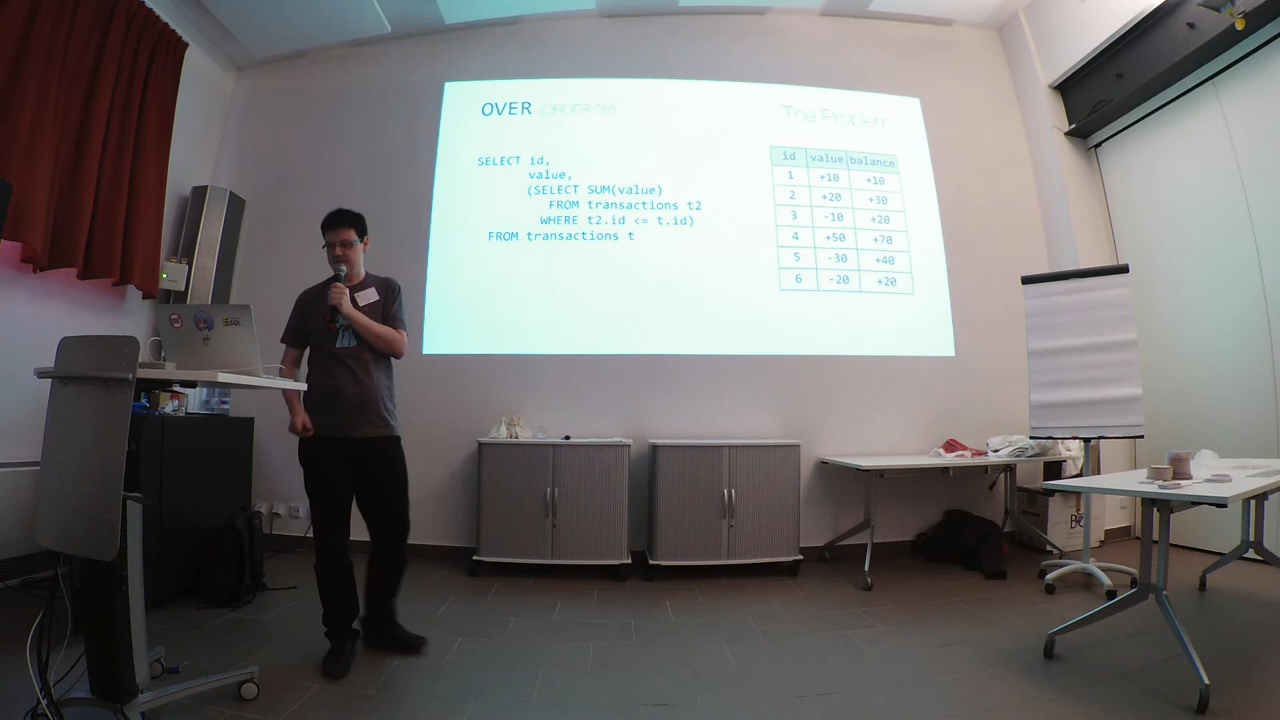 OVER (ORDER BY)
The Problem
SELECT id,
value,
(SELECT SUM(value)
FROM transactions t2
WHERE t2.id <= t.id)
FROM transactions t
id value balance
1 +10 +10
2 +20 +30
3 -10 +20
4 +50 +70
5 -30 +40
6 -20 +20